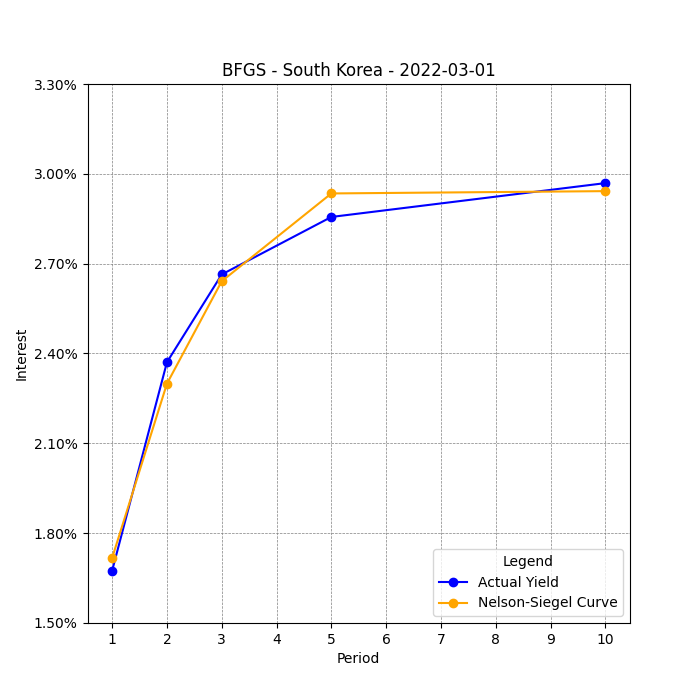 BFGS - South Korea - 2022-03-01
3.30%
3.00%
2.70%
2.40%
2.10%
1.80%
1.50%
Interest
1 2 3 4 5 6 7 8 9 10
Period
Legend
Actual Yield
Nelson-Siegel Curve